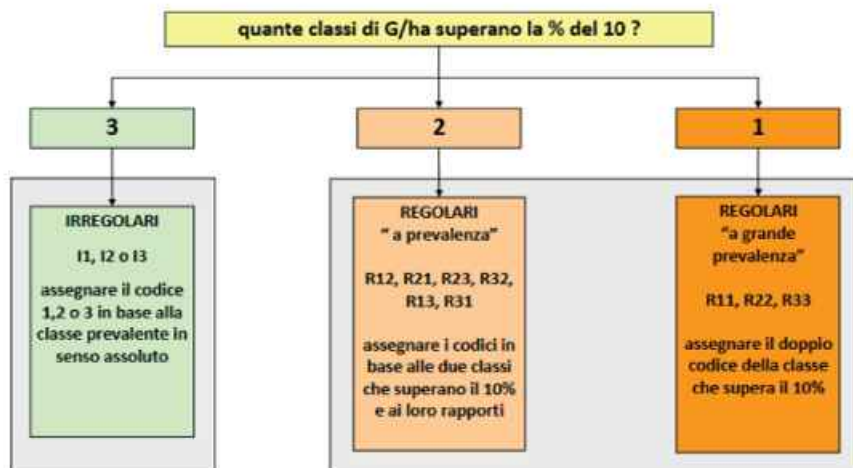 quante classi di G/ha superano la % del 10 ?
3
2
1
IRREGOLARI
I1, I2 o I3
assegnare il codice
1,2 o 3 in base alla
classe prevalente in
senso assoluto
REGOLARI
" a prevalenza"
R12, R21, R23, R32,
R13, R31
assegnare i codici in
base alle due classi
che superano il 10%
e ai loro rapporti
REGOLARI
"a grande
prevalenza"
R11, R22, R33
assegnare il doppio
codice della classe
che supera il 10%